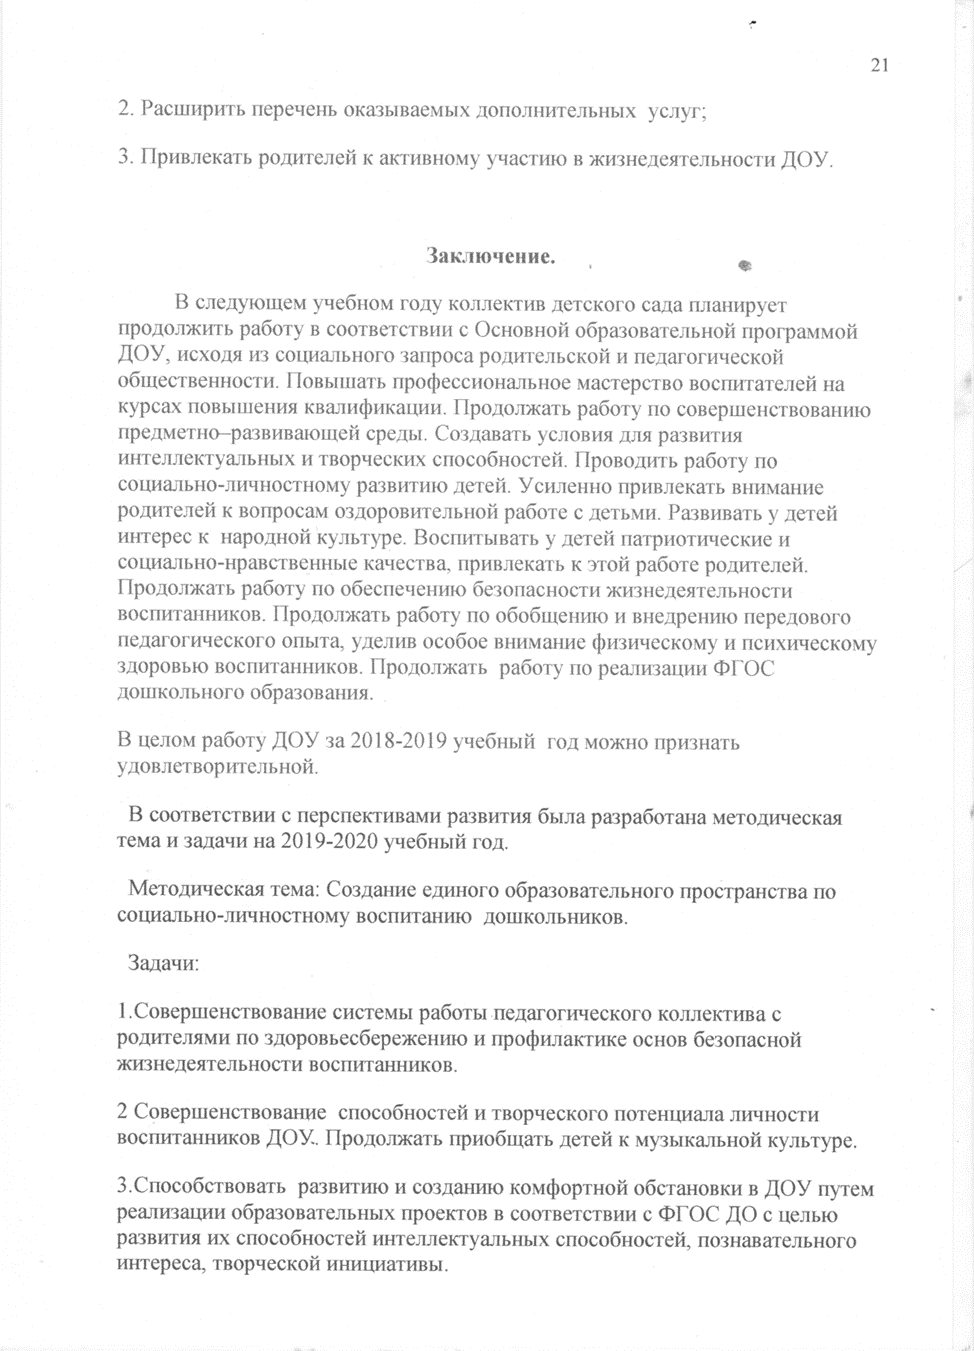 21
2. Расширить перечень оказываемых дополнительных  услуг;
3. Привлекать родителей к активному участию в жизнедеятельности ДОУ.
Заключение.
В следующем учебном году коллектив детского сада планирует
продолжить работу в соответствии с Основной образовательной программой
ДОУ, исходя из социального запроса родительской и педагогической
общественности. Повышать профессиональное мастерство воспитателей на
курсах повышения квалификации. Продолжать работу по совершенствованию
предметно–развивающей среды. Создавать условия для развития
интеллектуальных и творческих способностей. Проводить работу по
социально-личностному развитию детей. Усиленно привлекать внимание
родителей к вопросам оздоровительной работе с детьми. Развивать у детей
интерес к  народной культуре. Воспитывать у детей патриотические и
социально-нравственные качества, привлекать к этой работе родителей.
Продолжать работу по обеспечению безопасности жизнедеятельности
воспитанников. Продолжать работу по обобщению и внедрению передового
педагогического опыта, уделив особое внимание физическому и психическому
здоровью воспитанников. Продолжать  работу по реализации ФГОС
дошкольного образования.
В целом работу ДОУ за 2018-2019 учебный  год можно признать
удовлетворительной.
В соответствии с перспективами развития была разработана методическая
тема и задачи на 2019-2020 учебный год.
Методическая тема: Создание единого образовательного пространства по
социально-личностному воспитанию  дошкольников.
Задачи:
1.Совершенствование системы работы педагогического коллектива с
родителями по здоровьесбережению и профилактике основ безопасной
жизнедеятельности воспитанников.
2 Совершенствование  способностей и творческого потенциала личности
воспитанников ДОУ.. Продолжать приобщать детей к музыкальной культуре.
3.Способствовать  развитию и созданию комфортной обстановки в ДОУ путем
реализации образовательных проектов в соответствии с ФГОС ДО с целью
развития их способностей интеллектуальных способностей, познавательного
интереса, творческой инициативы.